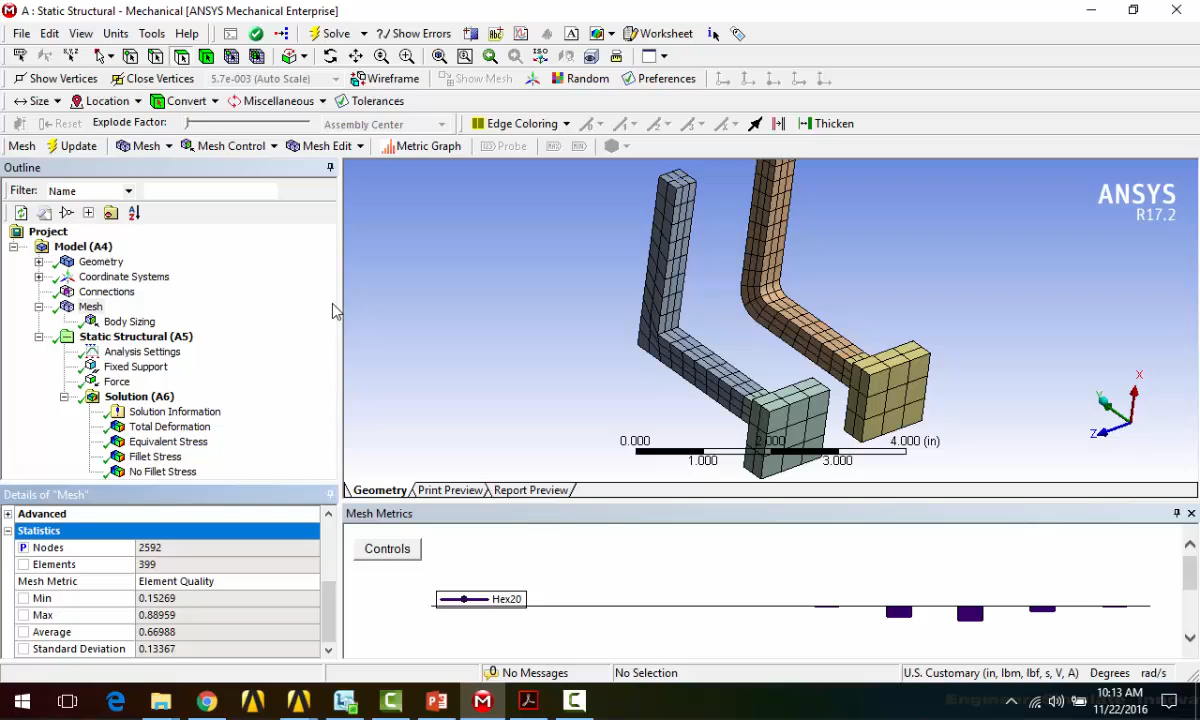 A : Static Structural - Mechanical [ANSYS Mechanical Enterprise]
File Edit View Units Tools Help Solve ?/ Show Errors Worksheet
Show Vertices Close Vertices 5.7e-003 (Auto Scale) Wireframe Show Mesh Random Preferences
Size Location Convert Miscellaneous Tolerances
Reset Explode Factor: Assembly Center Edge Coloring Thicken
Mesh Update Mesh Mesh Control Mesh Edit Metric Graph Probe
Outline
Filter: Name
Project
Model (A4)
Geometry
Coordinate Systems
Connections
Mesh
Body Sizing
Static Structural (A5)
Analysis Settings
Fixed Support
Force
Solution (A6)
Solution Information
Total Deformation
Equivalent Stress
Fillet Stress
No Fillet Stress
Details of "Mesh"
Advanced
Statistics
P Nodes 2592
Elements 399
Mesh Metric Element Quality
Min 0.15269
Max 0.88959
Average 0.66988
Standard Deviation 0.13367
ANSYS
R17.2
X
Y
Z
0.000 2.000 4.000 (in)
1.000 3.000
Geometry Print Preview Report Preview
Mesh Metrics
Controls
Hex20
0 No Messages No Selection U.S. Customary (in, lbm, lbf, s, V, A) Degrees rad/s
10:13 AM
11/22/2016